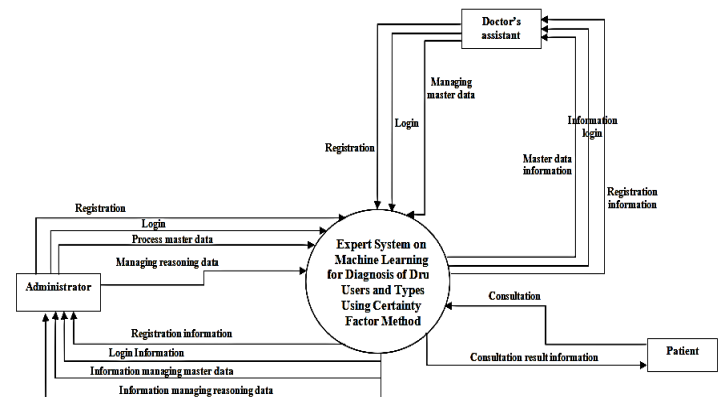 Doctor's
assistant
Managing
master data
Login
Registration
Information
login
Master data
information
Registration
information
Registration
Login
Process master data
Managing reasoning data
Administrator
Expert System on
Machine Learning
for Diagnosis of Dru
Users and Types
Using Certainty
Factor Method
Consultation
Patient
Consultation result information
Registration information
Login Information
Information managing master data
Information managing reasoning data